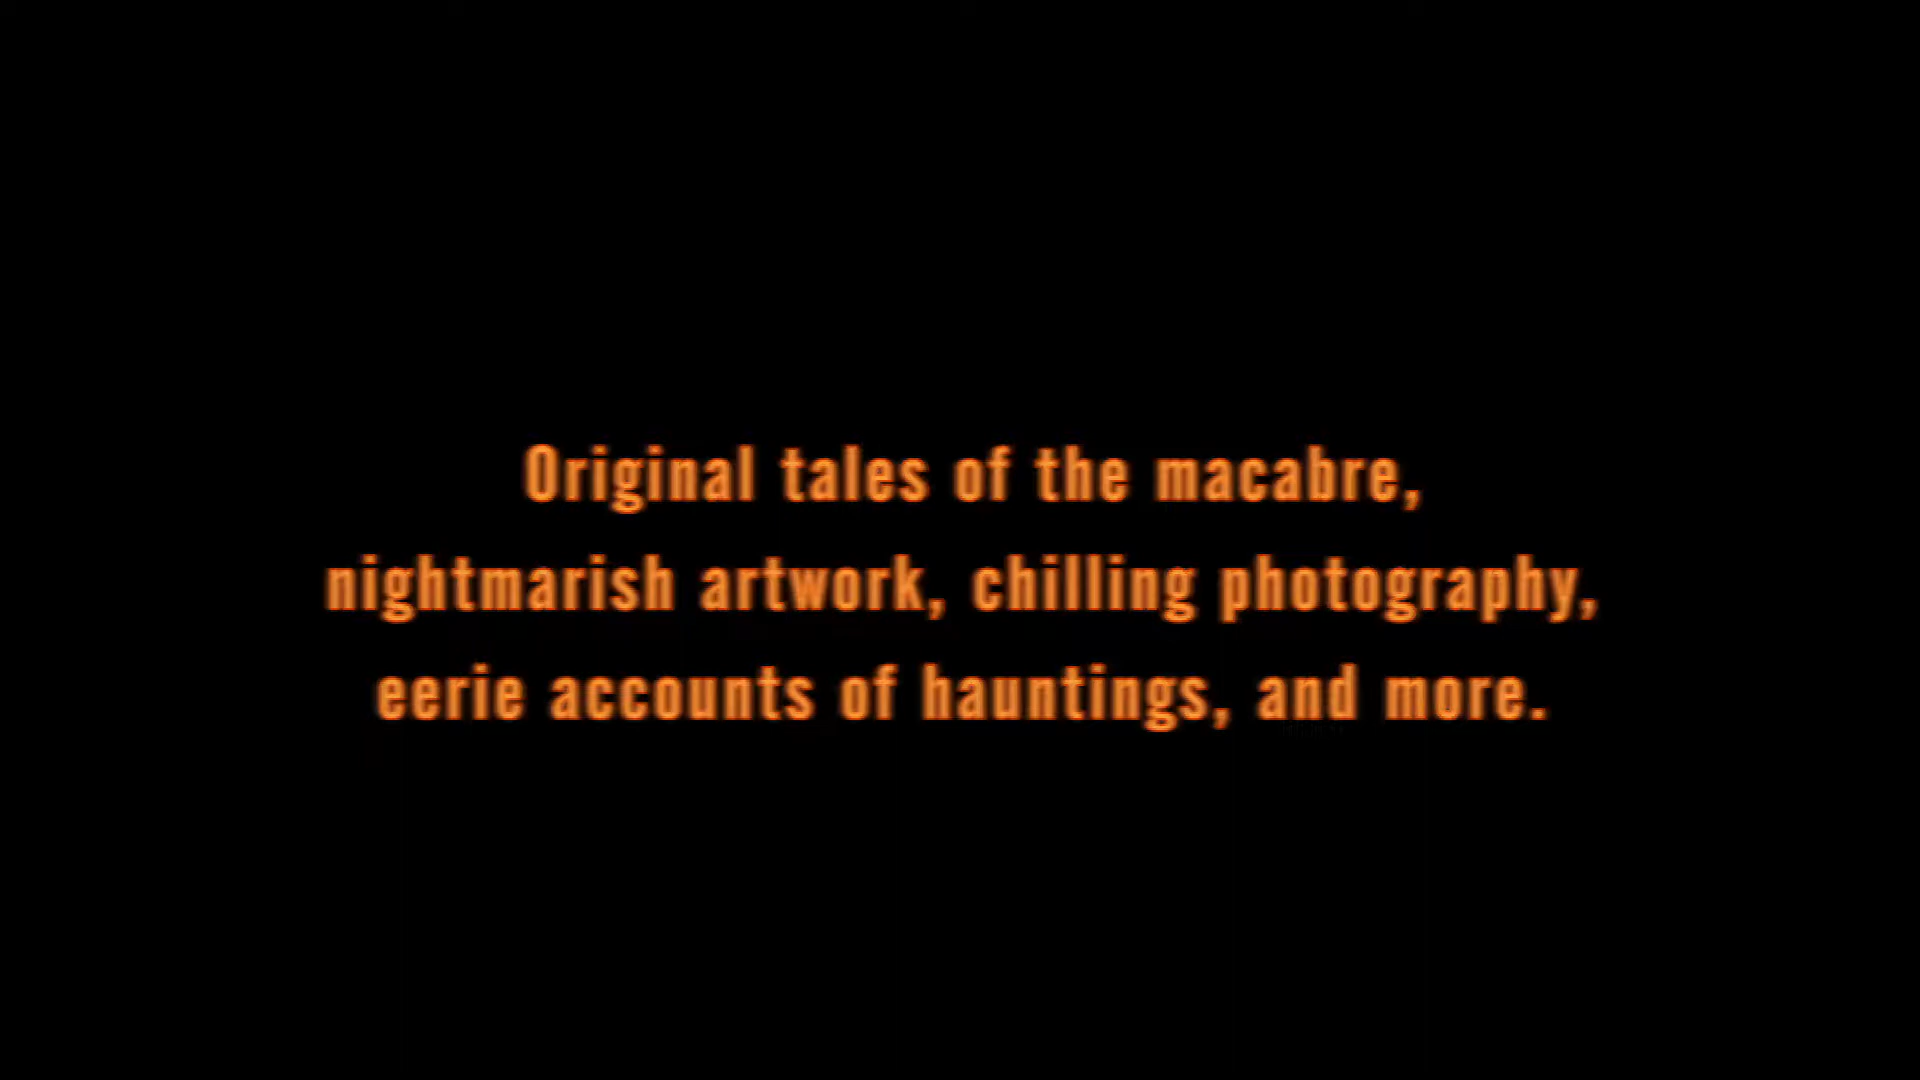 Original tales of the macabre,
nightmarish artwork, chilling photography,
eerie accounts of hauntings, and more.